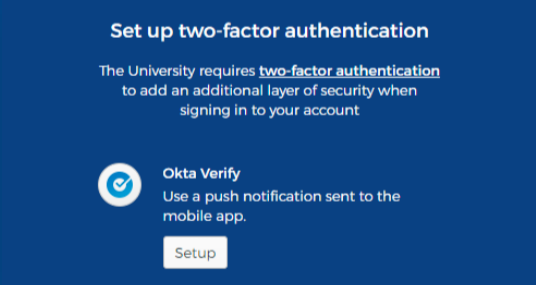 Set up two-factor authentication
The University requires two-factor authentication
to add an additional layer of security when
signing in to your account
Okta Verify
Use a push notification sent to the
mobile app.
Setup